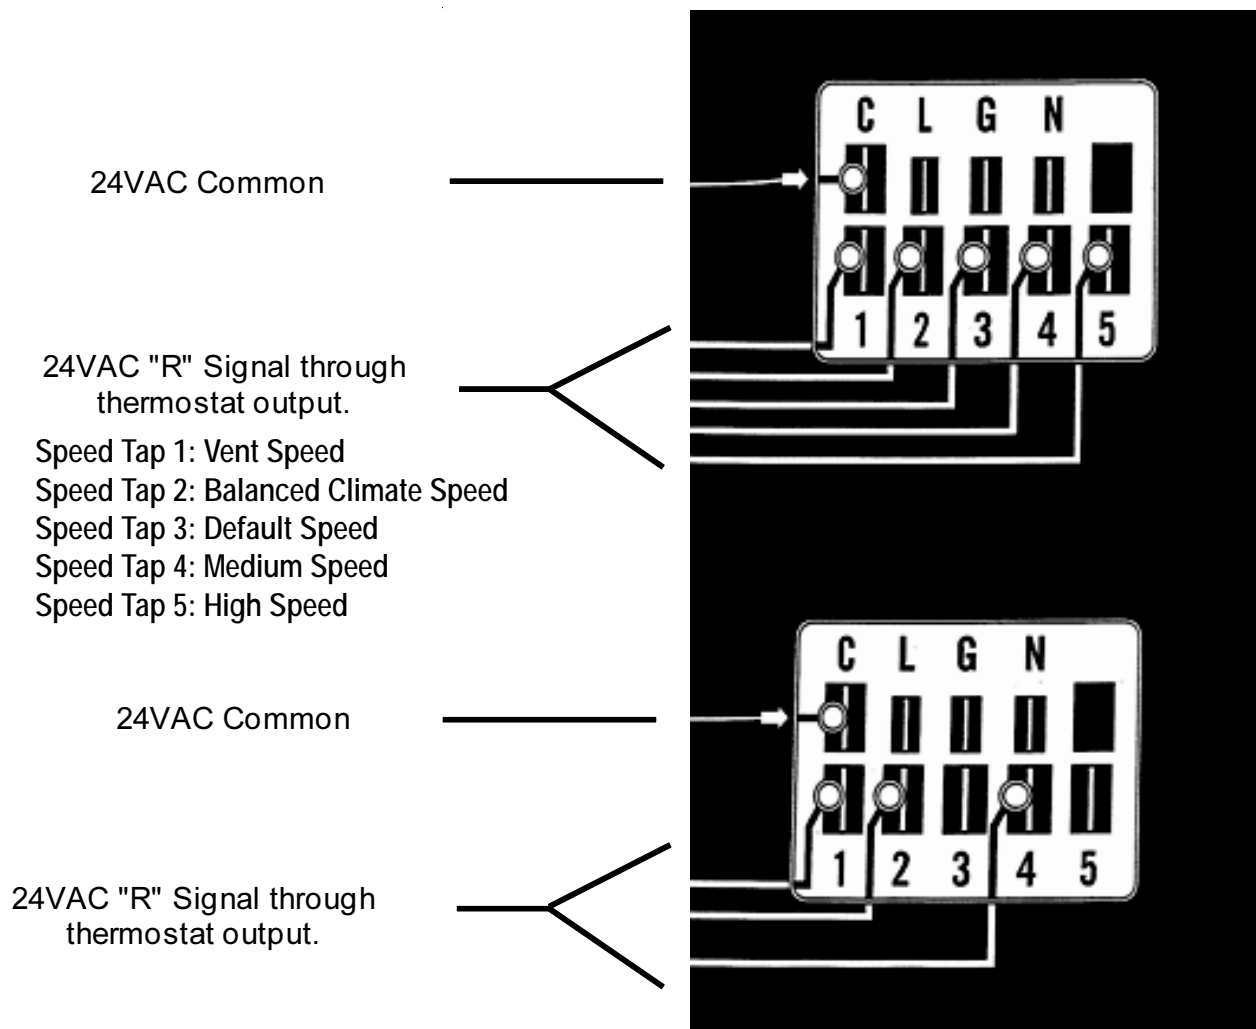 C L G N
24VAC Common
1 2 3 4 5
24VAC "R" Signal through
thermostat output.
Speed Tap 1: Vent Speed
Speed Tap 2: Balanced Climate Speed
Speed Tap 3: Default Speed
Speed Tap 4: Medium Speed
Speed Tap 5: High Speed
C L G N
24VAC Common
1 2 3 4 5
24VAC "R" Signal through
thermostat output.